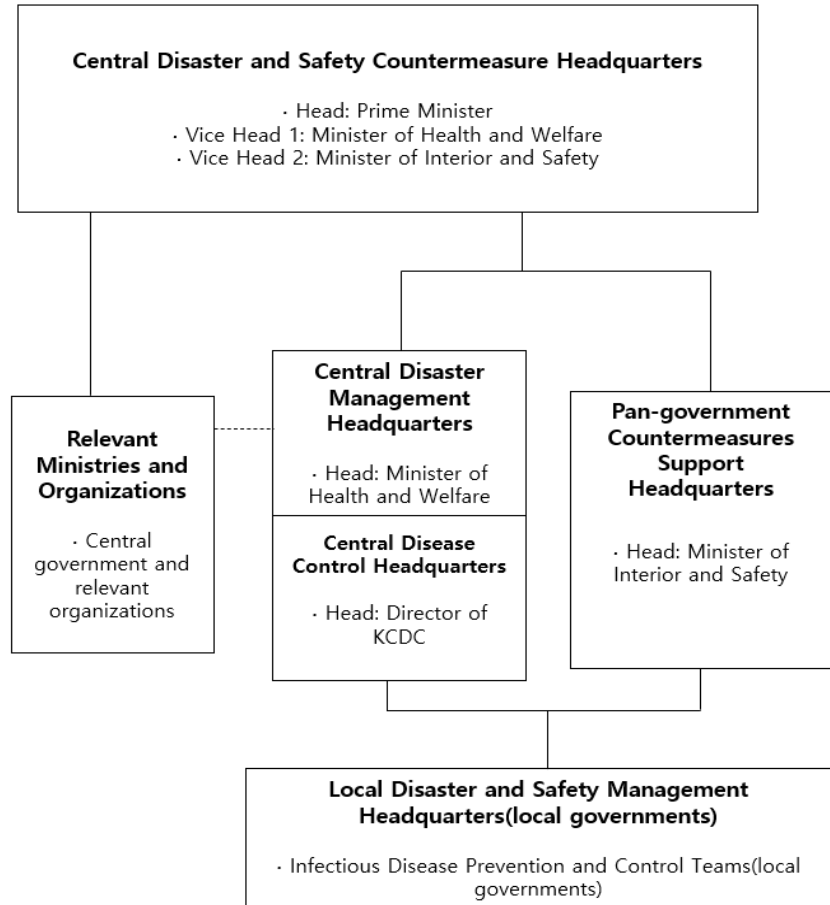 Central Disaster and Safety Countermeasure Headquarters
· Head: Prime Minister
· Vice Head 1: Minister of Health and Welfare
· Vice Head 2: Minister of Interior and Safety
Relevant
Ministries and
Organizations
· Central
government and
relevant
organizations
Central Disaster
Management
Headquarters
· Head: Minister of
Health and Welfare
Central Disease
Control Headquarters
· Head: Director of
KCDC
Pan-government
Countermeasures
Support
Headquarters
· Head: Minister of
Interior and Safety
Local Disaster and Safety Management
Headquarters(local governments)
· Infectious Disease Prevention and Control Teams(local
governments)